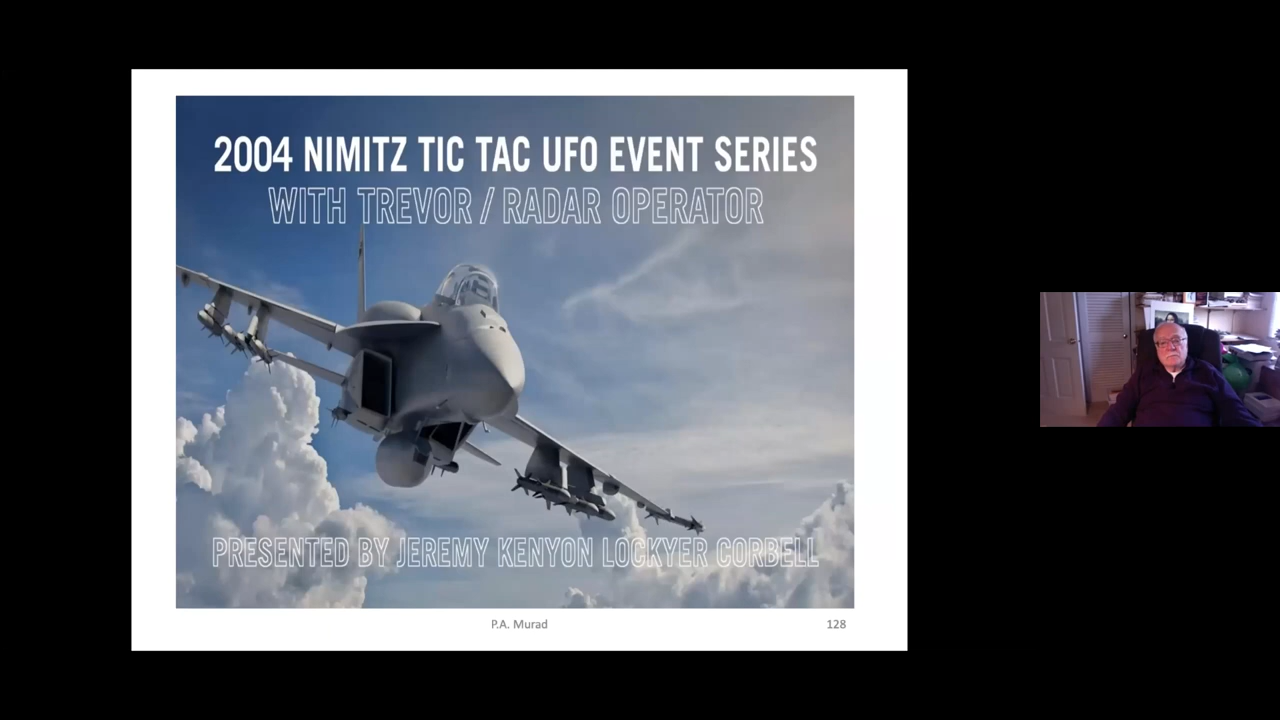 2004 NIMITZ TIC TAC UFO EVENT SERIES
WITH TREVOR / RADAR OPERATOR
PRESENTED BY JEREMY KENYON LOCKYER CORBELL
P.A. Murad
128